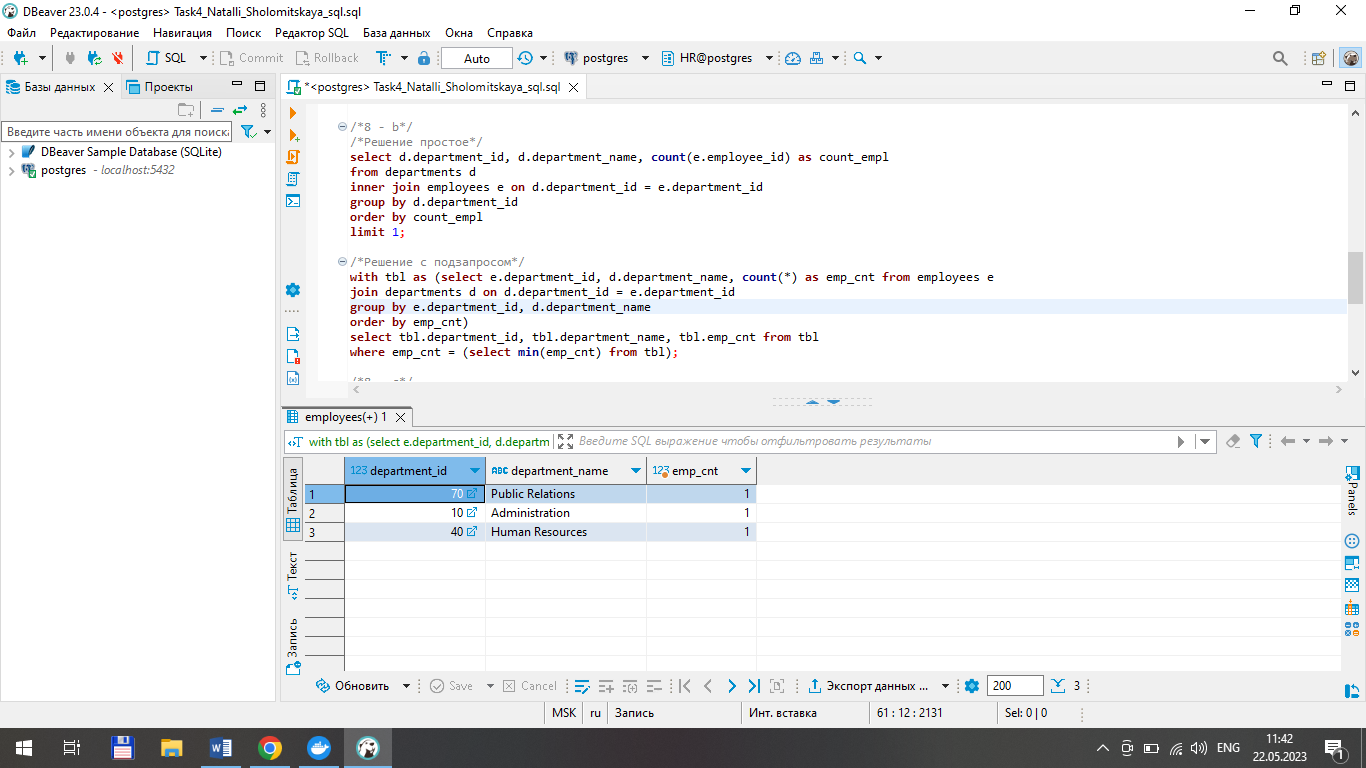 DBeaver 23.0.4 - <postgres> Task4_Natalli_Sholomitskaya_sql.sql
Файл Редактирование Навигация Поиск Редактор SQL База данных Окна Справка
SQL Commit Rollback Auto postgres HR@postgres
Базы данных Проекты
*<postgres> Task4_Natalli_Sholomitskaya_sql.sql
Введите часть имени объекта для поиска
DBeaver Sample Database (SQLite)
postgres - localhost:5432
/*8 - b*/
/*Решение простое*/
select d.department_id, d.department_name, count(e.employee_id) as count_empl
from departments d
inner join employees e on d.department_id = e.department_id
group by d.department_id
order by count_empl
limit 1;
/*Решение с подзапросом*/
with tbl as (select e.department_id, d.department_name, count(*) as emp_cnt from employees e
join departments d on d.department_id = e.department_id
group by e.department_id, d.department_name
order by emp_cnt)
select tbl.department_id, tbl.department_name, tbl.emp_cnt from tbl
where emp_cnt = (select min(emp_cnt) from tbl);
employees(+) 1
with tbl as (select e.department_id, d.departm
Введите SQL выражение чтобы отфильтровать результаты
Таблица
Текст
Запись
123 department_id ABC department_name 123 emp_cnt
1 70 Public Relations 1
2 10 Administration 1
3 40 Human Resources 1
Panels
Обновить Save Cancel Экспорт данных ... 200 3
MSK ru Запись Инт. вставка 61 : 12 : 2131 Sel: 0 | 0
ENG
11:42
22.05.2023
1